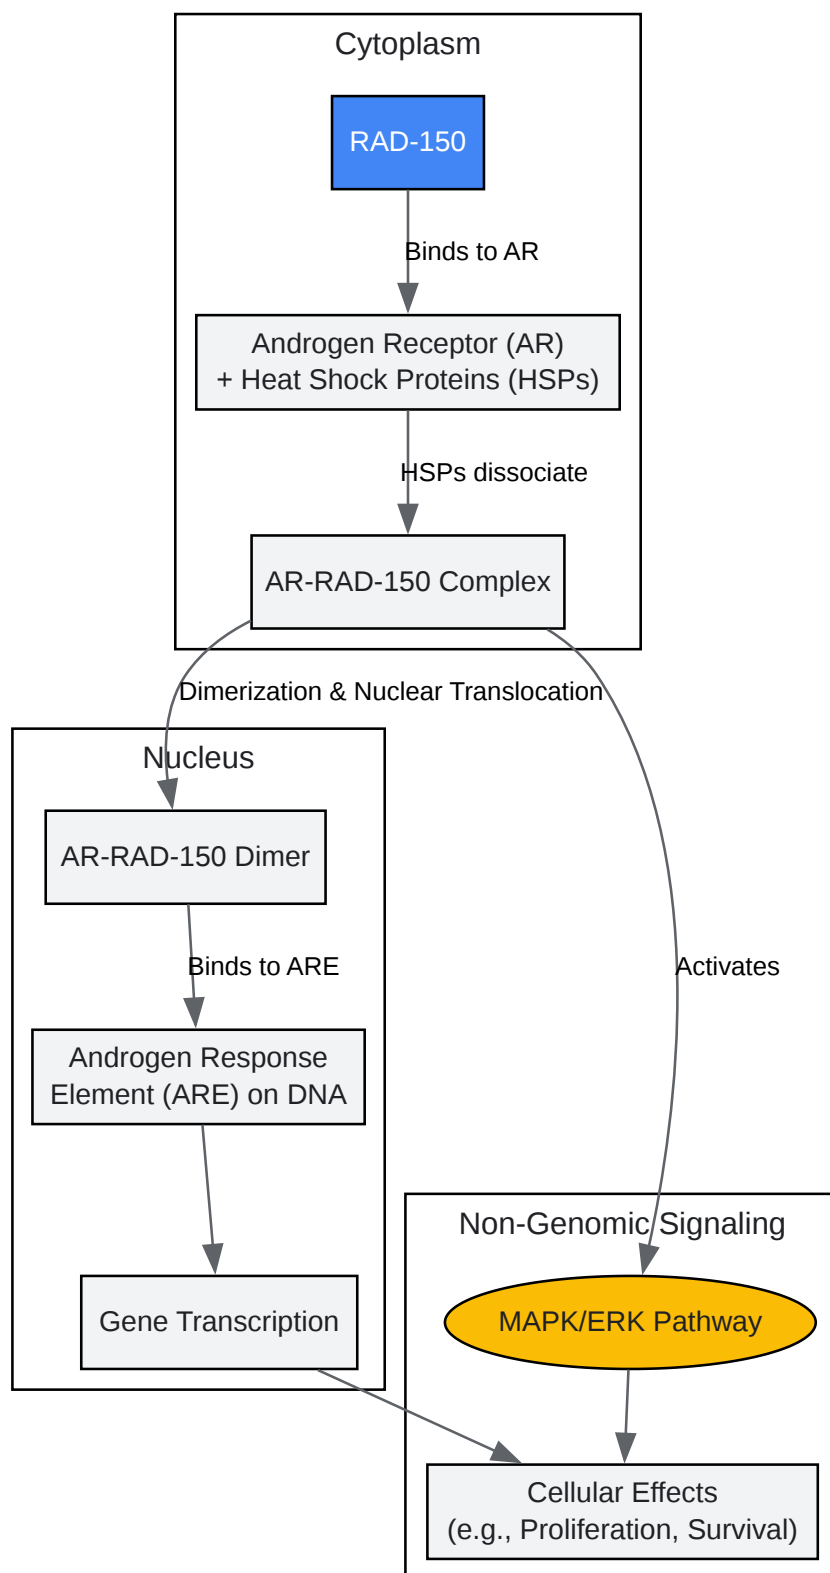 Cytoplasm
RAD-150
Binds to AR
Androgen Receptor (AR)
+ Heat Shock Proteins (HSPs)
HSPs dissociate
AR-RAD-150 Complex
Dimerization & Nuclear Translocation
Nucleus
AR-RAD-150 Dimer
Binds to ARE
Activates
Androgen Response
Element (ARE) on DNA
Non-Genomic Signaling
Gene Transcription
MAPK/ERK Pathway
Cellular Effects
(e.g., Proliferation, Survival)